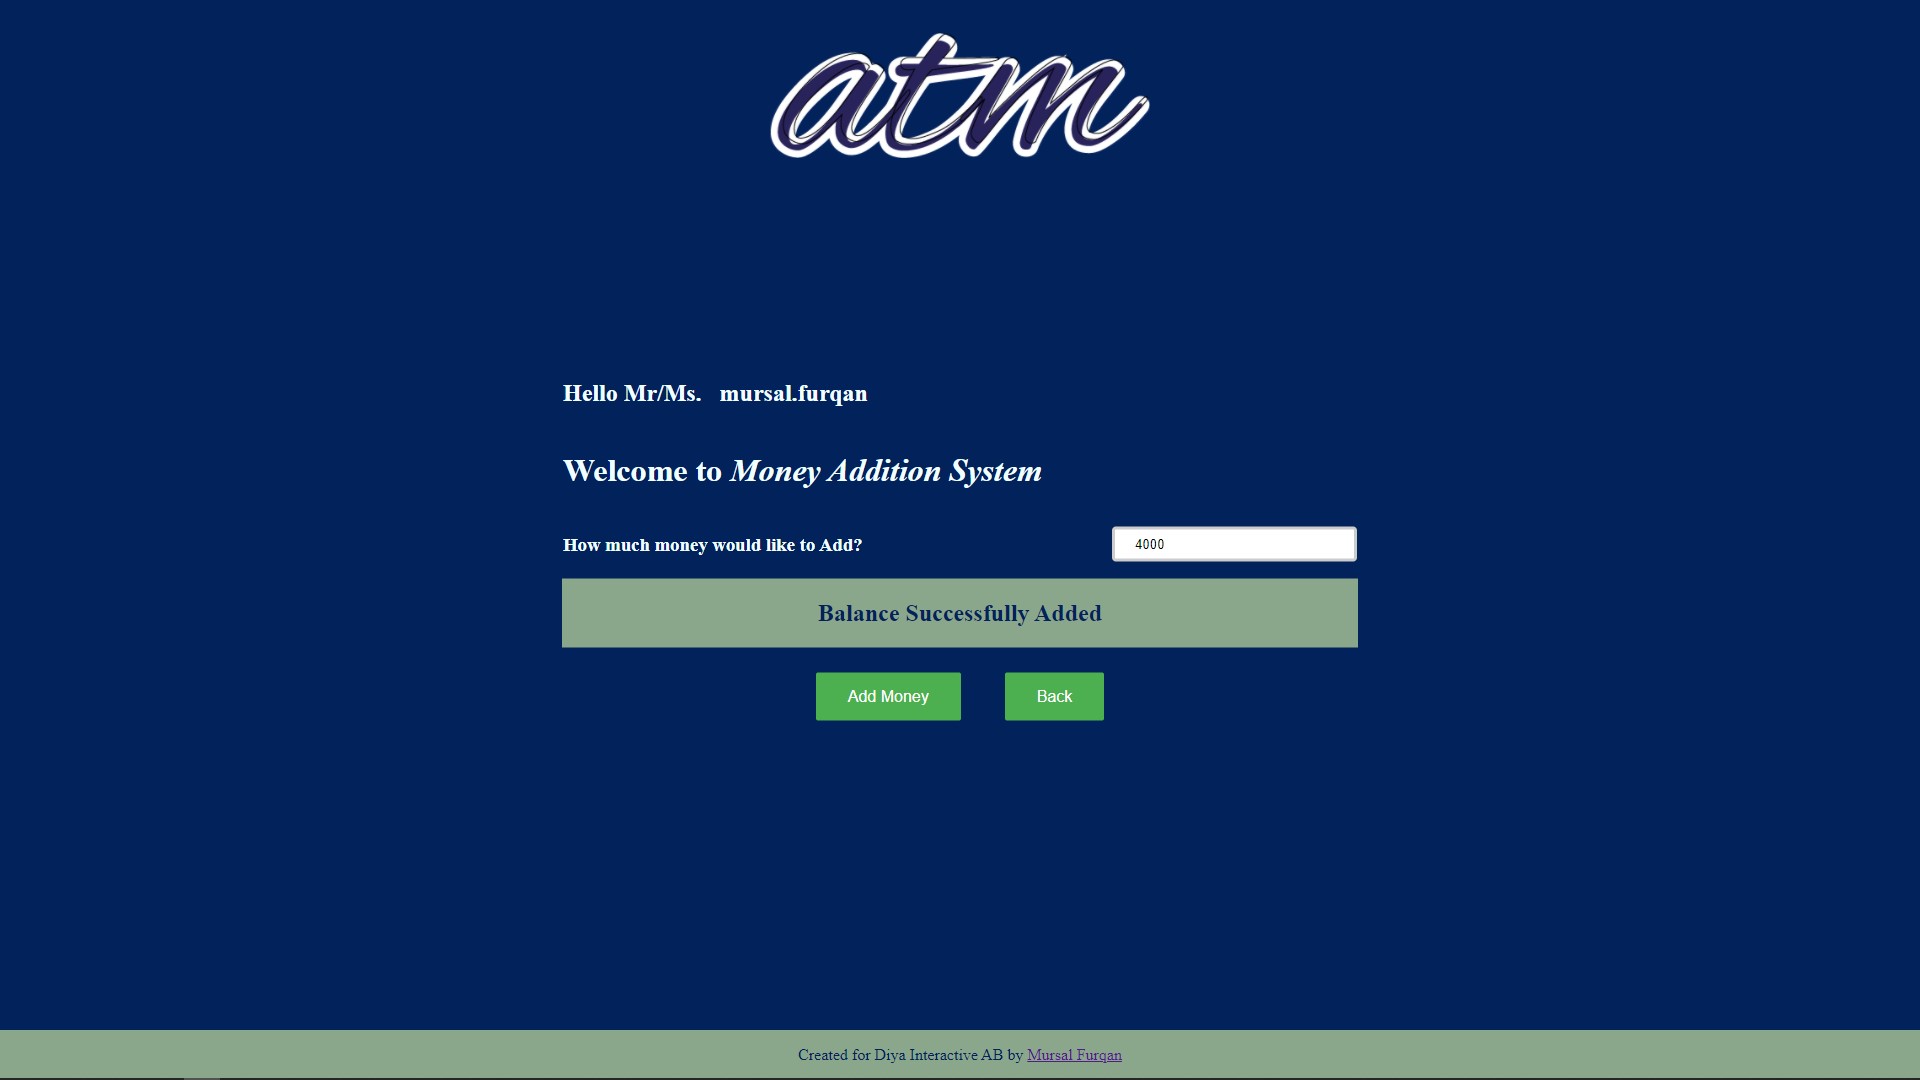 atm
Hello Mr/Ms. mursal.furqan
Welcome to Money Addition System
How much money would like to Add?
4000
Balance Successfully Added
Add Money
Back
Created for Diya Interactive AB by Mursal Furqan